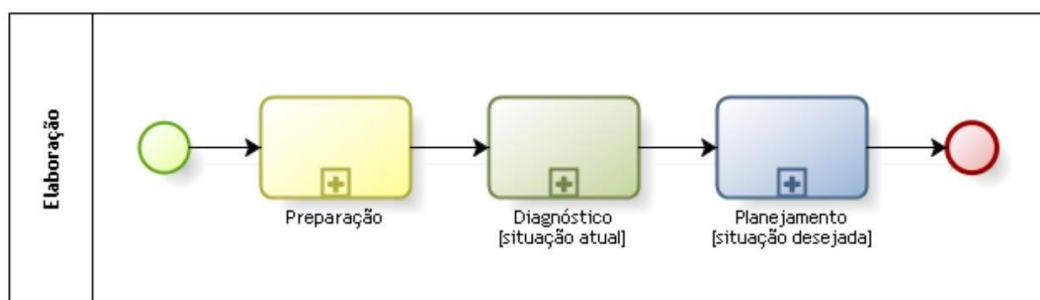 Elaboração
Preparação
Diagnóstico
[situação atual]
Planejamento
[situação desejada]